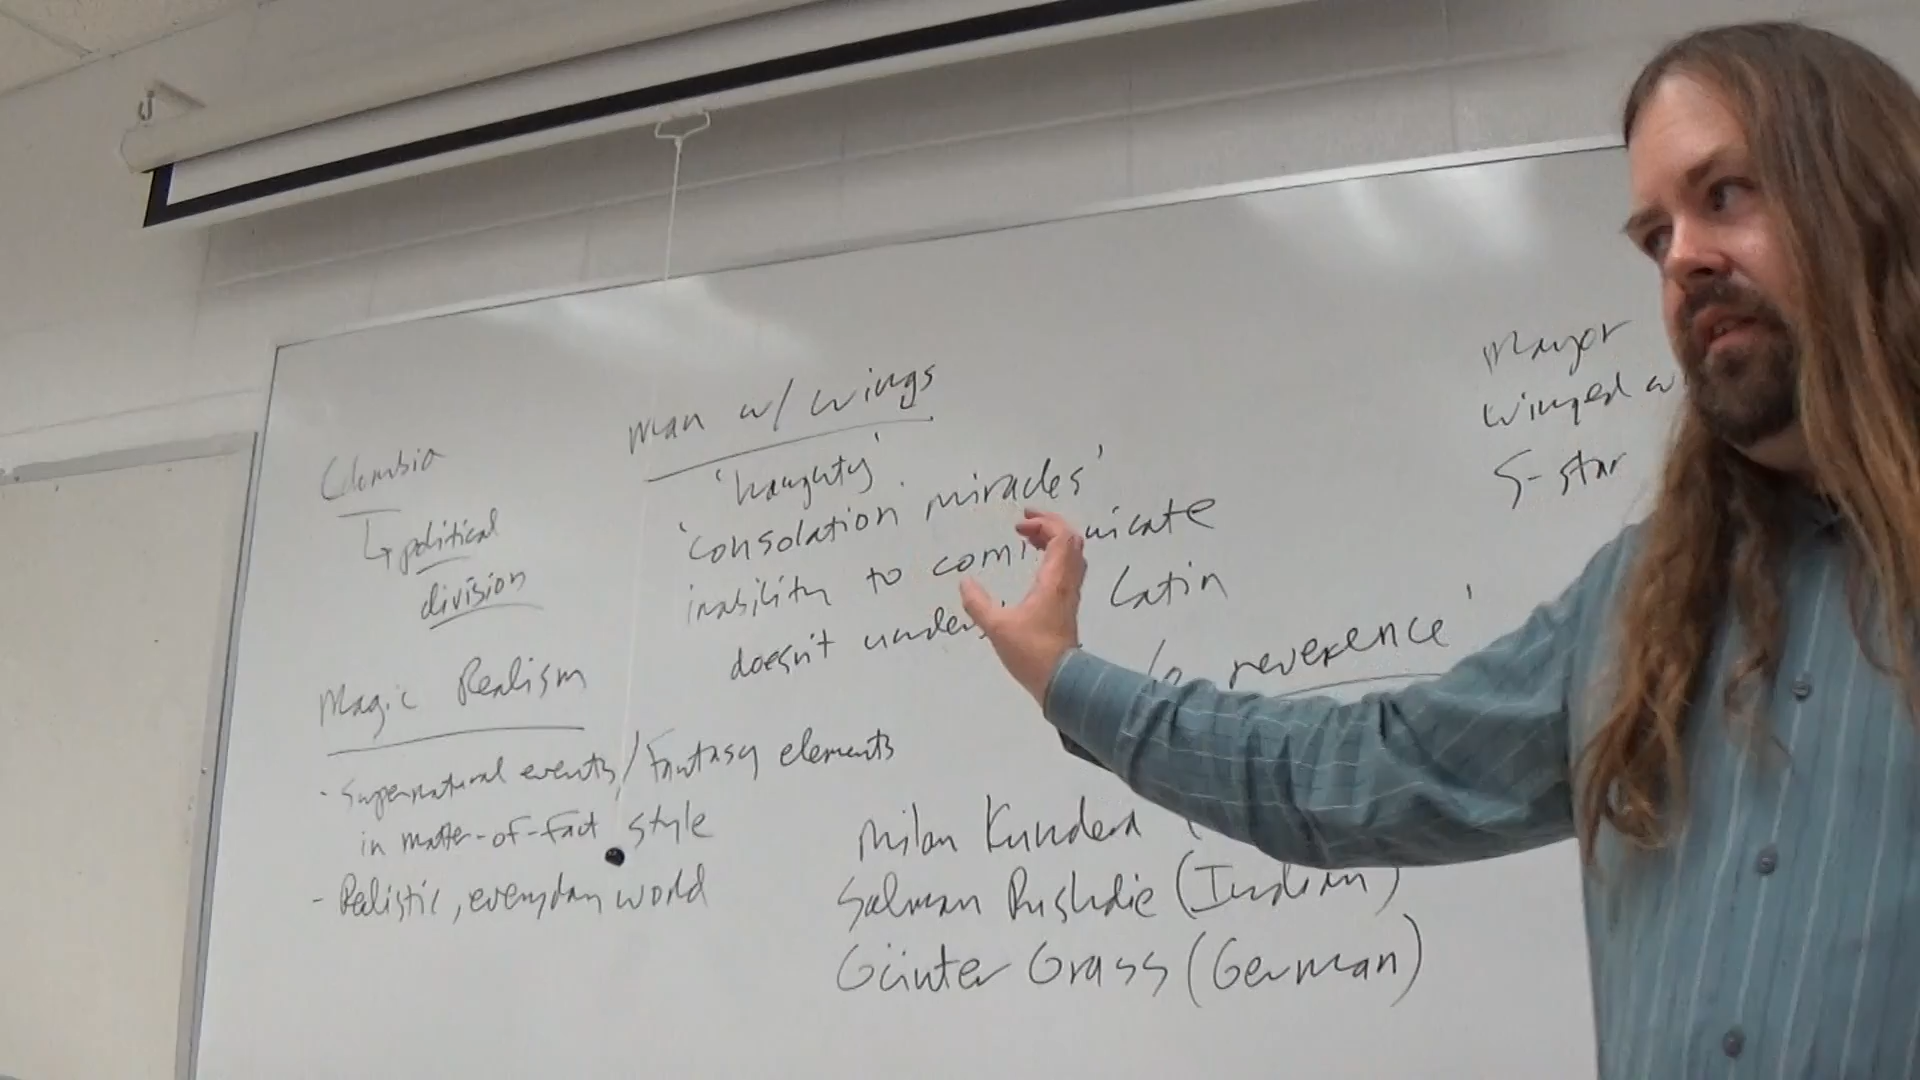 Colombia
↳ political
division
Magic Realism
· Supernatural events/Fantasy elements
in matter-of-fact style
- Realistic, everyday world
man w/ wings
'haughty'
'consolation miracles'
inability to communicate
doesn't Latin
reverence'
Milan Kundera (
Salman Rushdie (Indian)
Günter Grass (German)
Mayor
winged
5-star